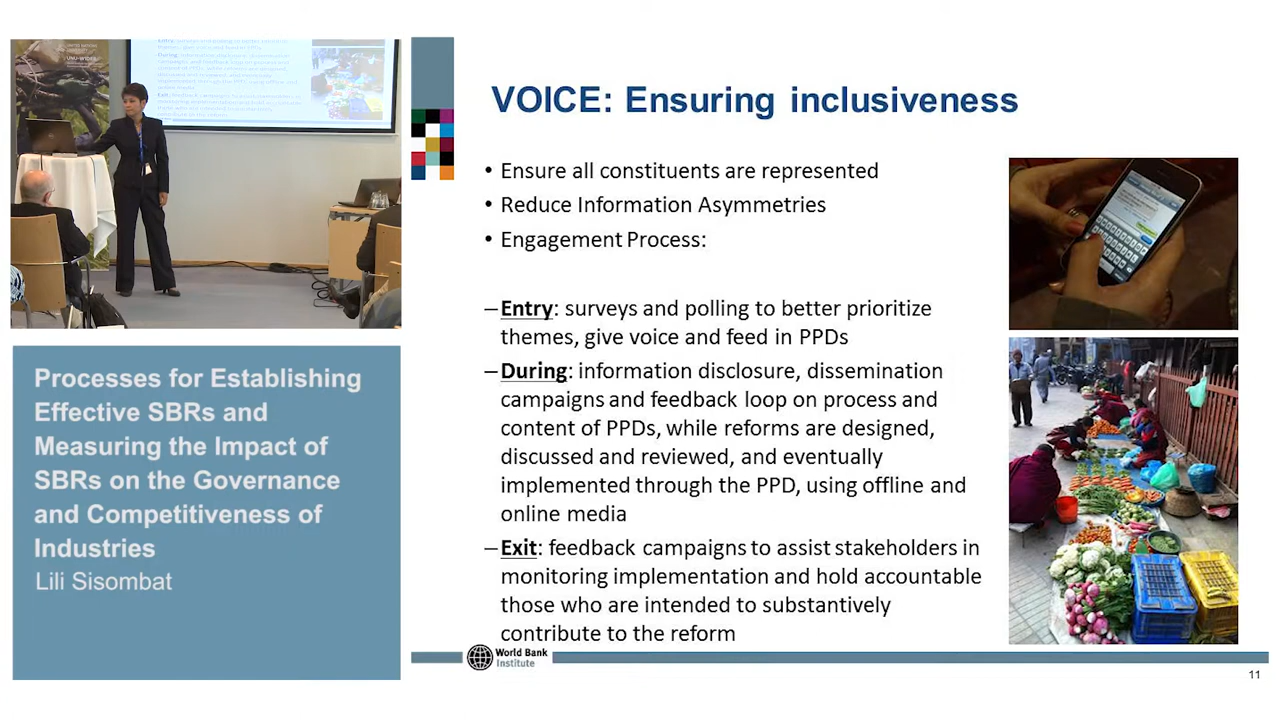 UNITED NATIONS
UNIVERSITY
UNU-WIDER
VOICE: Ensuring inclusiveness
• Ensure all constituents are represented
• Reduce Information Asymmetries
• Engagement Process:
–Entry: surveys and polling to better prioritize
themes, give voice and feed in PPDs
–During: information disclosure, dissemination
campaigns and feedback loop on process and
content of PPDs, while reforms are designed,
discussed and reviewed, and eventually
implemented through the PPD, using offline and
online media
–Exit: feedback campaigns to assist stakeholders in
monitoring implementation and hold accountable
those who are intended to substantively
contribute to the reform
Processes for Establishing
Effective SBRs and
Measuring the Impact of
SBRs on the Governance
and Competitiveness of
Industries
Lili Sisombat
World Bank
Institute
11